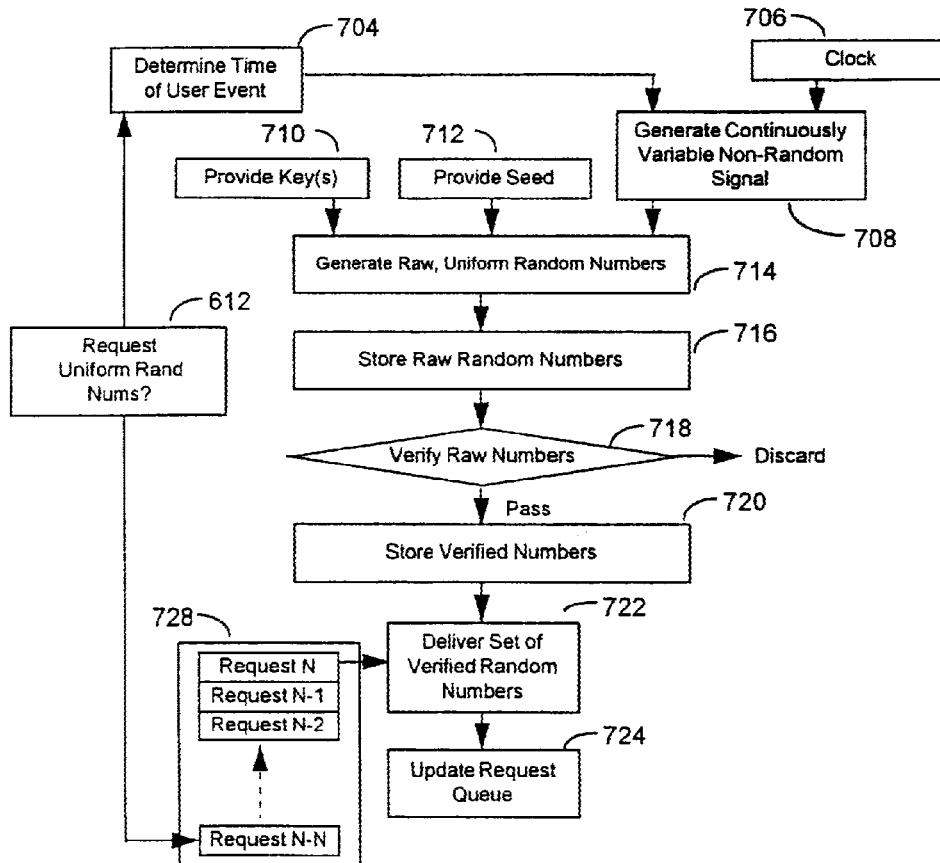 704
706
Determine Time
of User Event
Clock
710
712
Generate Continuously
Variable Non-Random
Signal
Provide Key(s)
Provide Seed
708
Generate Raw, Uniform Random Numbers
714
612
Request
Uniform Rand
Nums?
716
Store Raw Random Numbers
718
Verify Raw Numbers
Discard
Pass
720
Store Verified Numbers
722
728
Deliver Set of
Verified Random
Numbers
Request N
Request N-1
Request N-2
724
Update Request
Queue
Request N-N